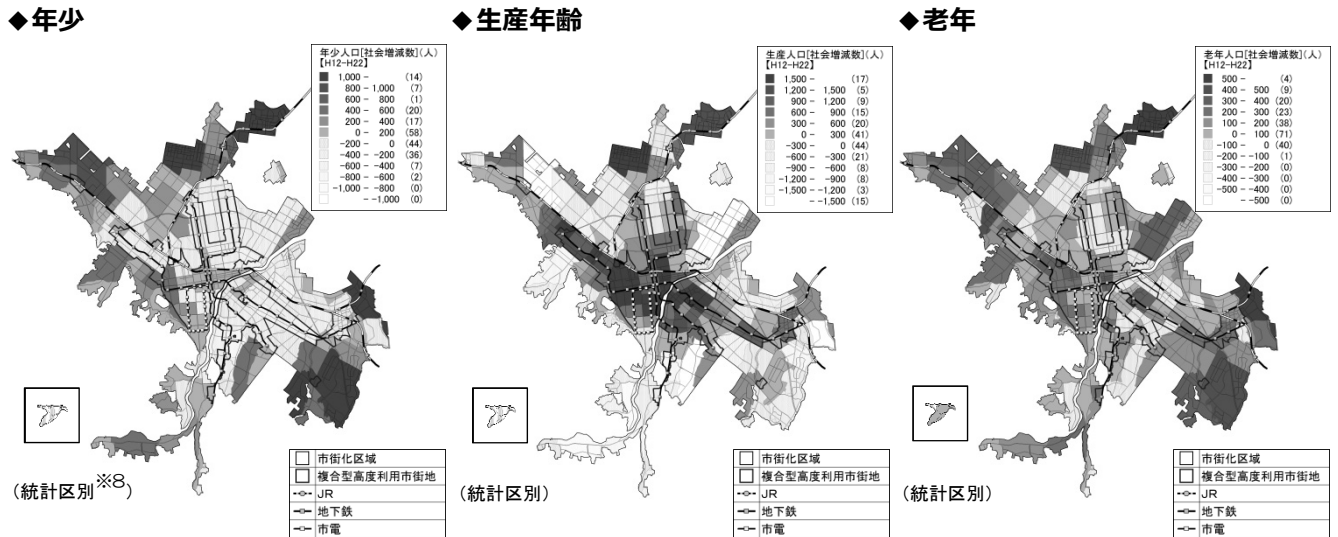 ◆年少
年少人口[社会増減数](人)
【H12-H22】
1,000 - (14)
800 - 1,000 (7)
600 - 800 (1)
400 - 600 (20)
200 - 400 (17)
0 - 200 (58)
-200 - 0 (44)
-400 - -200 (36)
-600 - -400 (7)
-800 - -600 (2)
-1,000 - -800 (0)
- -1,000 (0)
(統計区別※8)
市街化区域
複合型高度利用市街地
JR
地下鉄
市電
◆生産年齢
生産人口[社会増減数](人)
【H12-H22】
1,500 - (17)
1,200 - 1,500 (5)
900 - 1,200 (9)
600 - 900 (15)
300 - 600 (20)
0 - 300 (41)
-300 - 0 (44)
-600 - -300 (21)
-900 - -600 (8)
-1,200 - -900 (8)
-1,500 - -1,200 (3)
- -1,500 (15)
(統計区別)
市街化区域
複合型高度利用市街地
JR
地下鉄
市電
◆老年
老年人口[社会増減数](人)
【H12-H22】
500 - (4)
400 - 500 (9)
300 - 400 (20)
200 - 300 (23)
100 - 200 (38)
0 - 100 (71)
-100 - 0 (40)
-200 - -100 (1)
-300 - -200 (0)
-400 - -300 (0)
-500 - -400 (0)
- -500 (0)
(統計区別)
市街化区域
複合型高度利用市街地
JR
地下鉄
市電